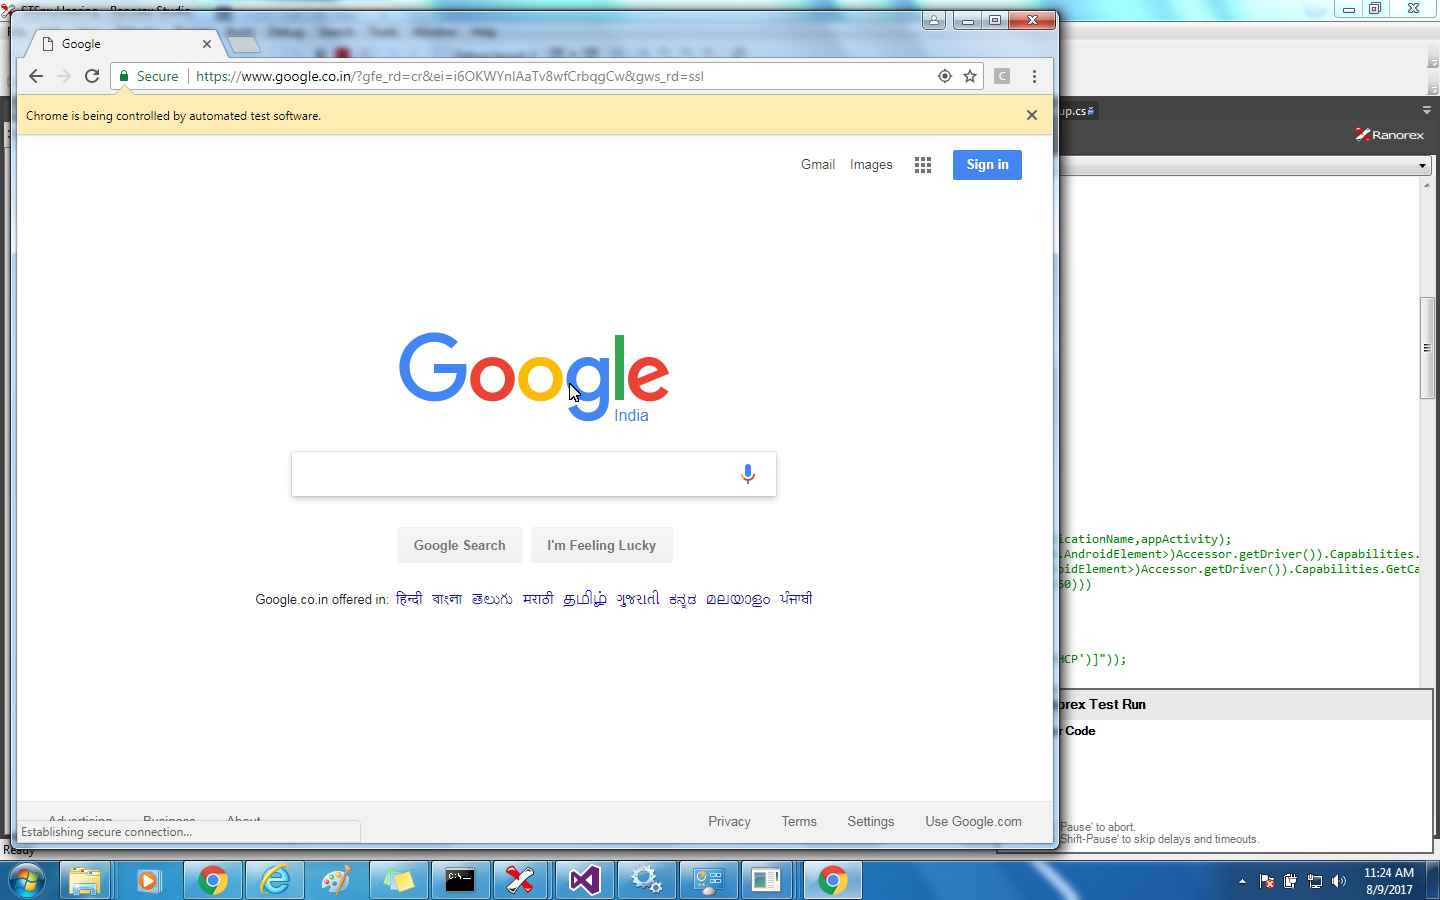 Google
Secure
https://www.google.co.in/?gfe_rd=cr&ei=i6OKWYnlAaTv8wfCrbqgCw&gws_rd=ssl
C
Chrome is being controlled by automated test software.
up.cs*
Ranorex
Gmail Images Sign in
Google
India
Google Search I'm Feeling Lucky
Google.co.in offered in: हिन्दी বাংলা తెలుగు मराठी தமிழ் ગુજરાતી ಕನ್ನಡ മലയാളം ਪੰਜਾਬੀ
icationName,appActivity);
.AndroidElement>)Accessor.getDriver()).Capabilities.
oidElement>)Accessor.getDriver()).Capabilities.GetCa
60)))
HCP')]"));
orex Test Run
r Code
Pause' to abort.
Shift-Pause' to skip delays and timeouts.
Advertising Business About
Privacy Terms Settings Use Google.com
Establishing secure connection...
Ready
C:\_
11:24 AM
8/9/2017